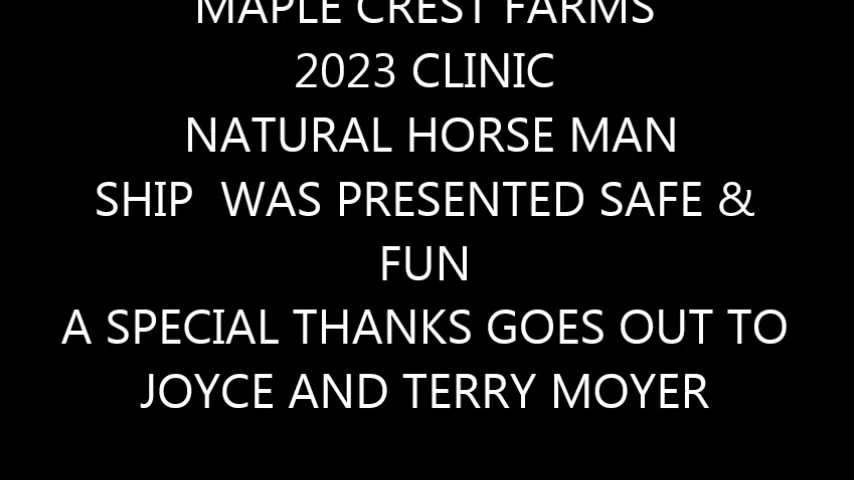 MAPLE CREST FARMS
2023 CLINIC
NATURAL HORSE MAN
SHIP  WAS PRESENTED SAFE &
FUN
A SPECIAL THANKS GOES OUT TO
JOYCE AND TERRY MOYER